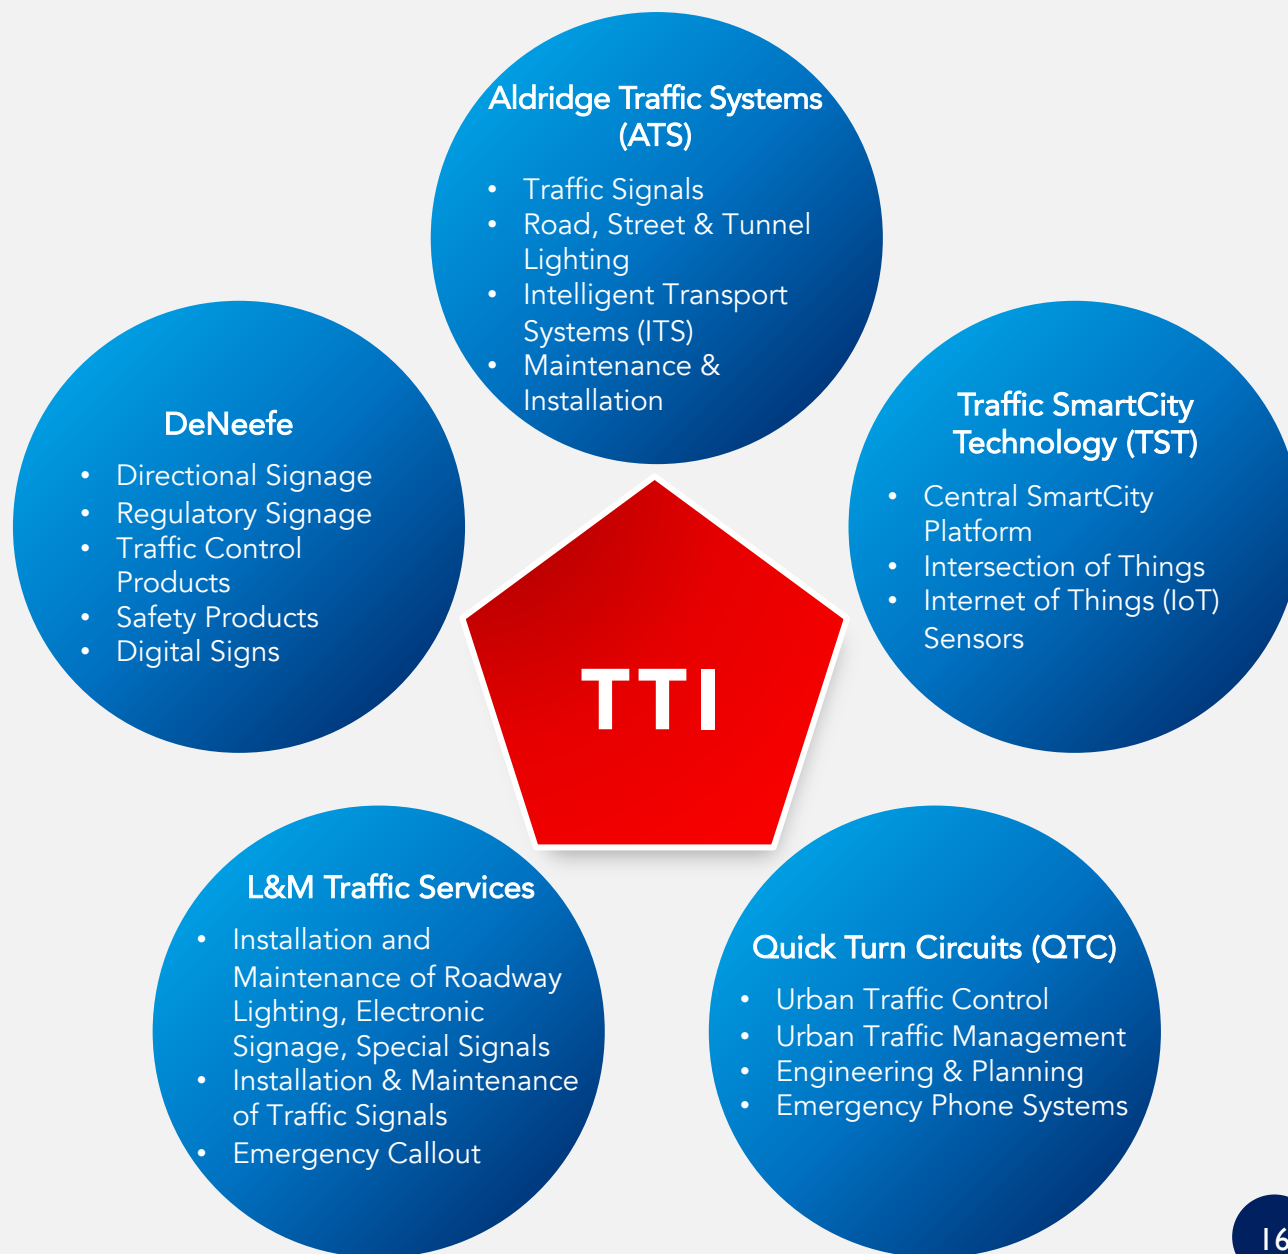 Aldridge Traffic Systems
(ATS)
• Traffic Signals
• Road, Street & Tunnel
Lighting
• Intelligent Transport
Systems (ITS)
• Maintenance &
Installation
DeNeefe
• Directional Signage
• Regulatory Signage
• Traffic Control
Products
• Safety Products
• Digital Signs
Traffic SmartCity
Technology (TST)
• Central SmartCity
Platform
• Intersection of Things
• Internet of Things (IoT)
Sensors
TTI
L&M Traffic Services
• Installation and
Maintenance of Roadway
Lighting, Electronic
Signage, Special Signals
• Installation & Maintenance
of Traffic Signals
• Emergency Callout
Quick Turn Circuits (QTC)
• Urban Traffic Control
• Urban Traffic Management
• Engineering & Planning
• Emergency Phone Systems
16